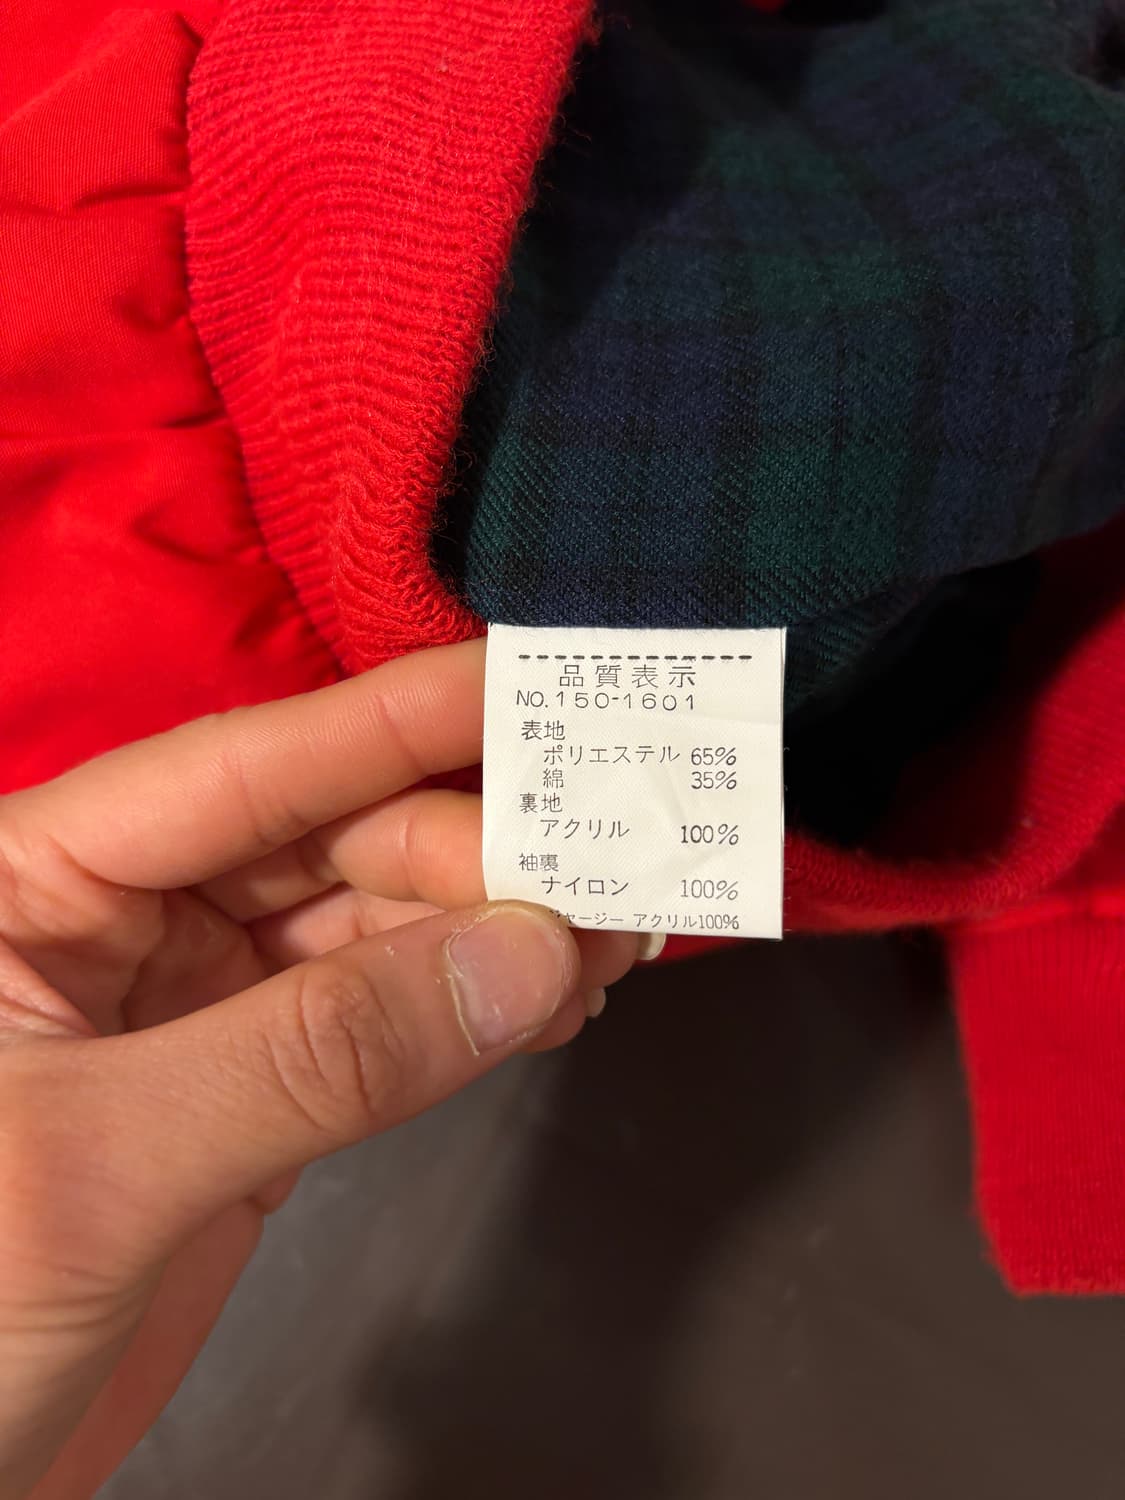 品質表示
NO.150-1601
表地
ポリエステル 65%
綿 35%
裏地
アクリル 100%
袖裏
ナイロン 100%
ジャージー アクリル100%